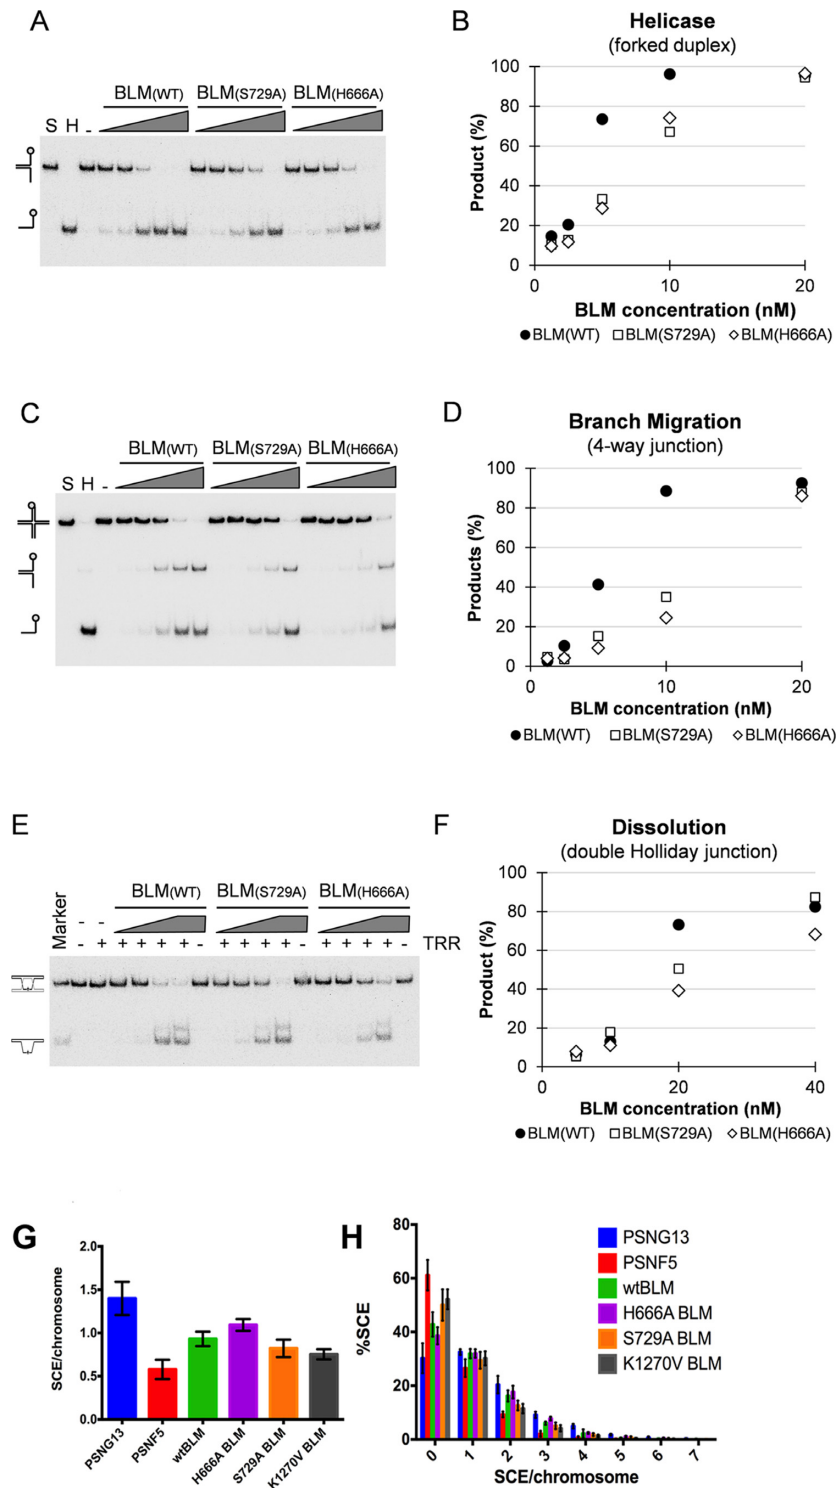 A
BLM(WT) BLM(S729A) BLM(H666A)
S H -
B
Helicase
(forked duplex)
Product (%)
100
80
60
40
20
0
0 10 20
BLM concentration (nM)
●BLM(WT) □BLM(S729A) ◇BLM(H666A)
C
BLM(WT) BLM(S729A) BLM(H666A)
S H -
D
Branch Migration
(4-way junction)
Products (%)
100
80
60
40
20
0
0 10 20
BLM concentration (nM)
●BLM(WT) □BLM(S729A) ◇BLM(H666A)
E
BLM(WT) BLM(S729A) BLM(H666A)
Marker - -
- + + + + + - + + + + - + + + + - TRR
F
Dissolution
(double Holliday junction)
Product (%)
100
80
60
40
20
0
0 20 40
BLM concentration (nM)
●BLM(WT) □BLM(S729A) ◇BLM(H666A)
G
SCE/chromosome
2.0
1.5
1.0
0.5
0.0
PSNG13
PSNF5
wtBLM
H666A BLM
S729A BLM
K1270V BLM
H
%SCE
80
60
40
20
0
0 1 2 3 4 5 6 7
SCE/chromosome
PSNG13
PSNF5
wtBLM
H666A BLM
S729A BLM
K1270V BLM